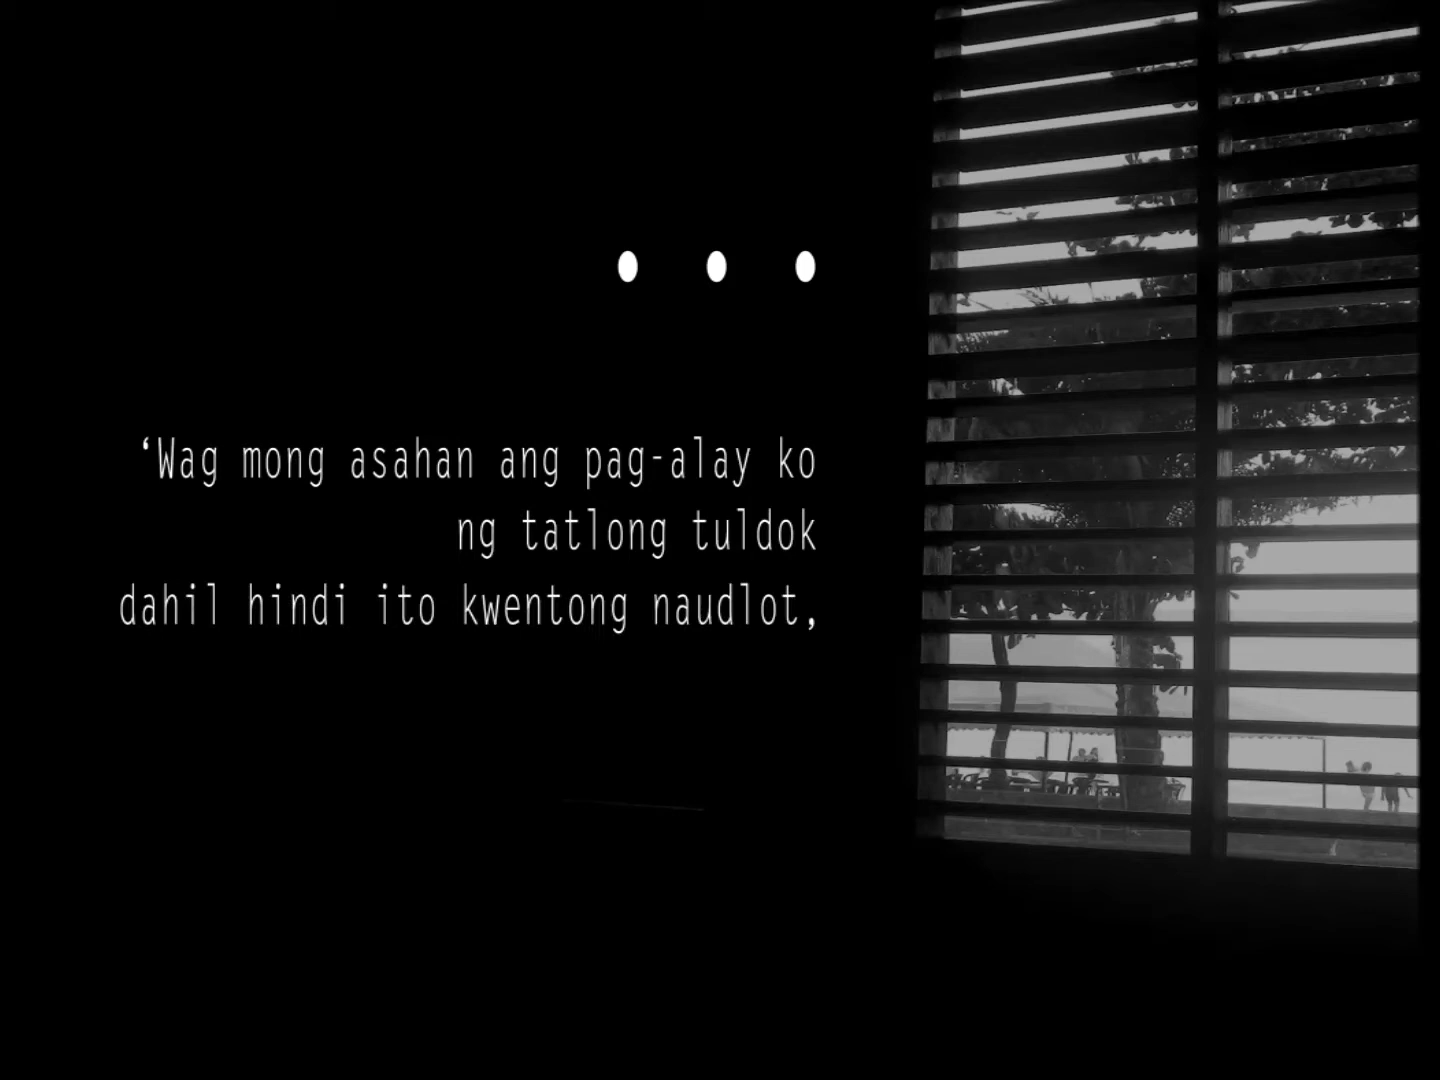 ...
‘Wag mong asahan ang pag-alay ko
ng tatlong tuldok
dahil hindi ito kwentong naudlot,